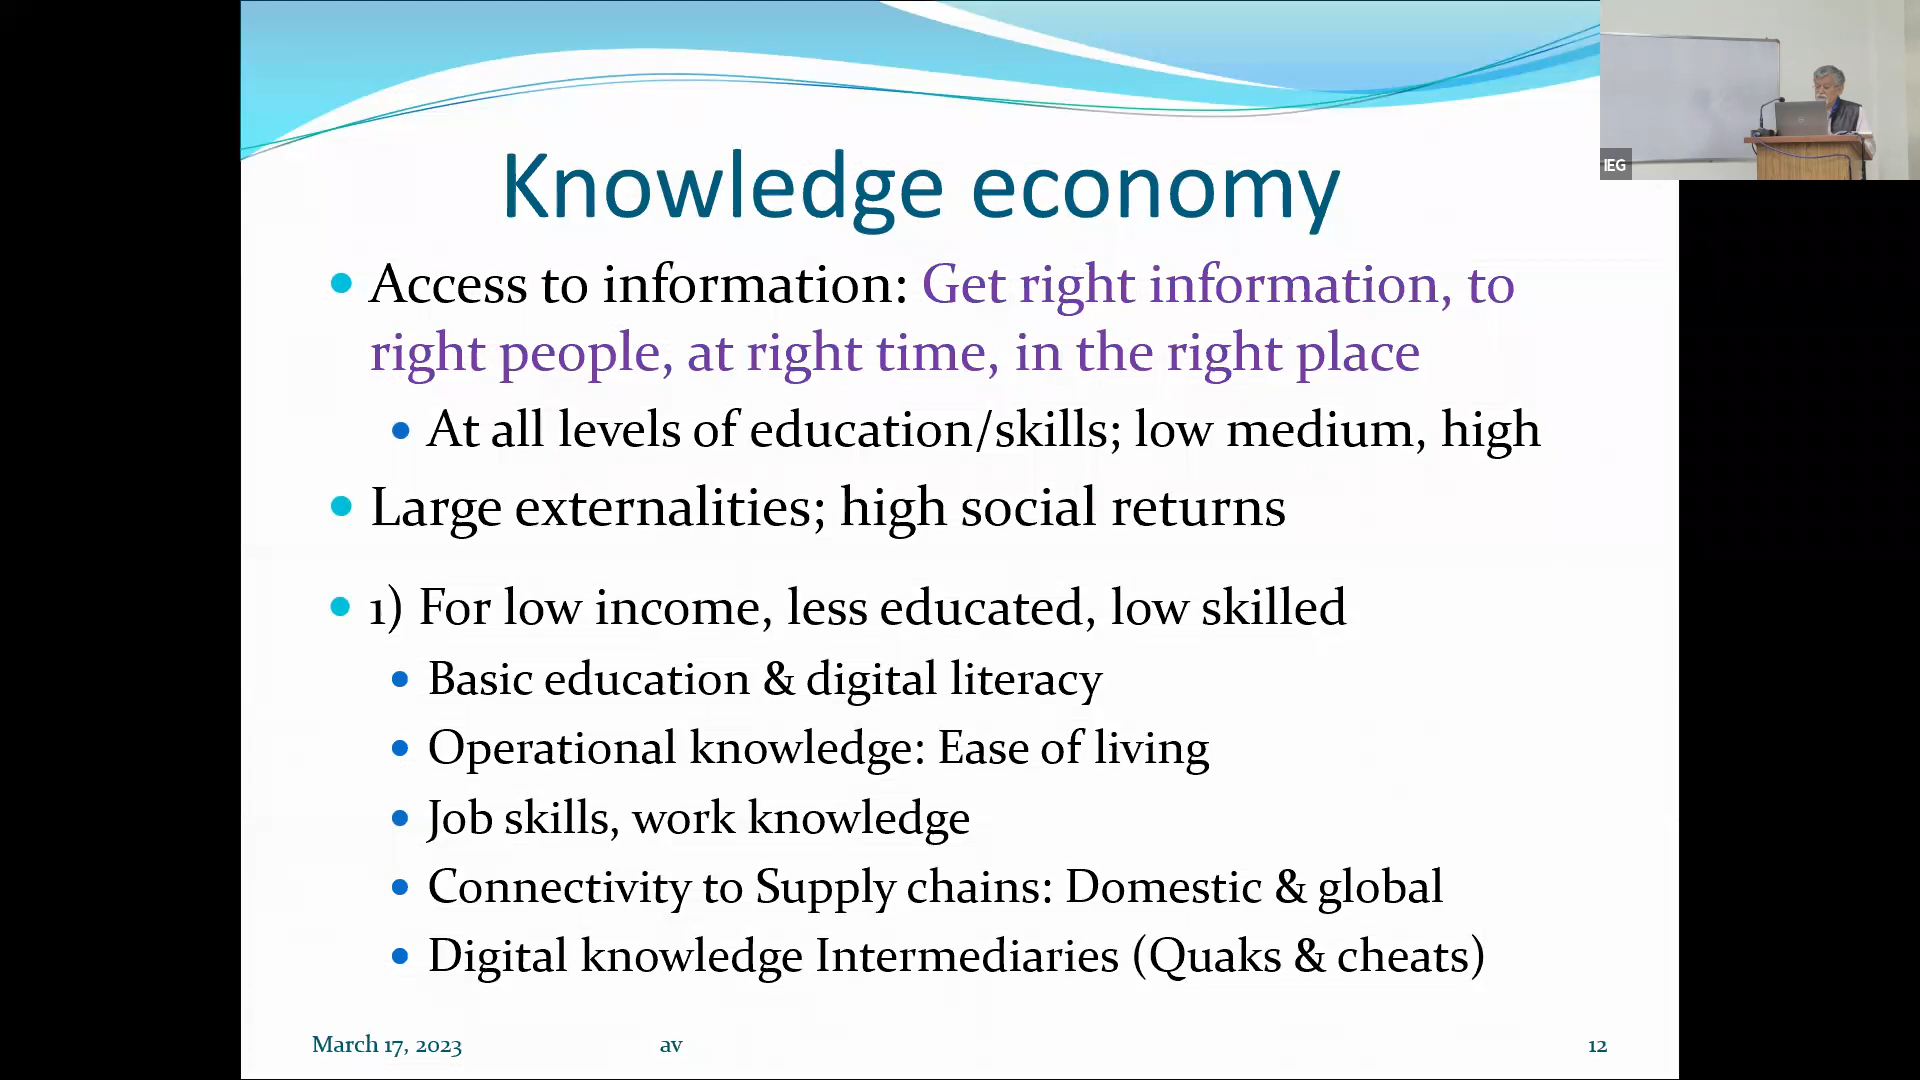 Knowledge economy
IEG
Access to information: Get right information, to
right people, at right time, in the right place
At all levels of education/skills; low medium, high
Large externalities; high social returns
1) For low income, less educated, low skilled
Basic education & digital literacy
Operational knowledge: Ease of living
Job skills, work knowledge
Connectivity to Supply chains: Domestic & global
Digital knowledge Intermediaries (Quaks & cheats)
March 17, 2023
av
12